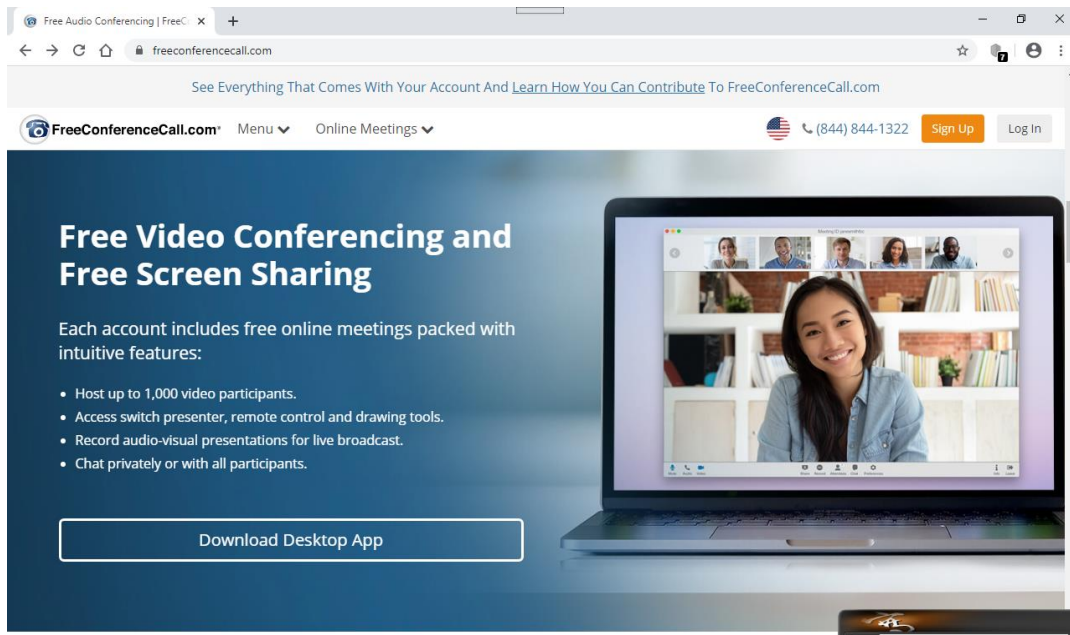 Free Audio Conferencing | FreeC
freeconferencecall.com
7
See Everything That Comes With Your Account And Learn How You Can Contribute To FreeConferenceCall.com
FreeConferenceCall.com® Menu Online Meetings (844) 844-1322 Sign Up Log In
Free Video Conferencing and
Free Screen Sharing
Each account includes free online meetings packed with
intuitive features:
• Host up to 1,000 video participants.
• Access switch presenter, remote control and drawing tools.
• Record audio-visual presentations for live broadcast.
• Chat privately or with all participants.
Download Desktop App